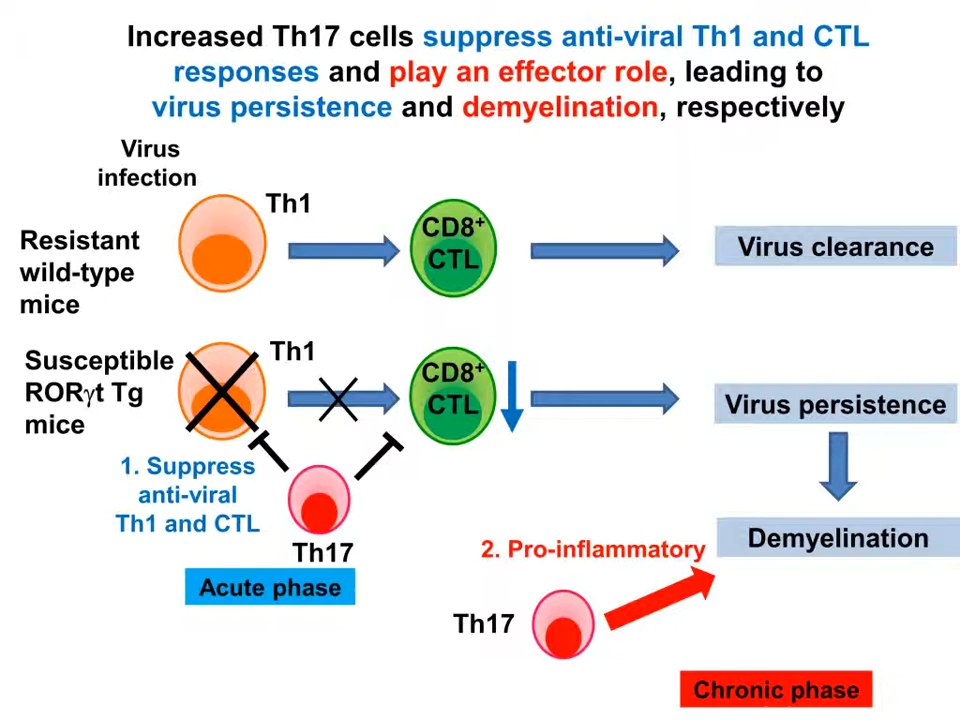 Increased Th17 cells suppress anti-viral Th1 and CTL
responses and play an effector role, leading to
virus persistence and demyelination, respectively
Virus
infection
Th1
Resistant
wild-type
mice
CD8+
CTL
Virus clearance
Susceptible
RORγt Tg
mice
Th1
CD8+
CTL
Virus persistence
1. Suppress
anti-viral
Th1 and CTL
Th17
Acute phase
Demyelination
2. Pro-inflammatory
Th17
Chronic phase